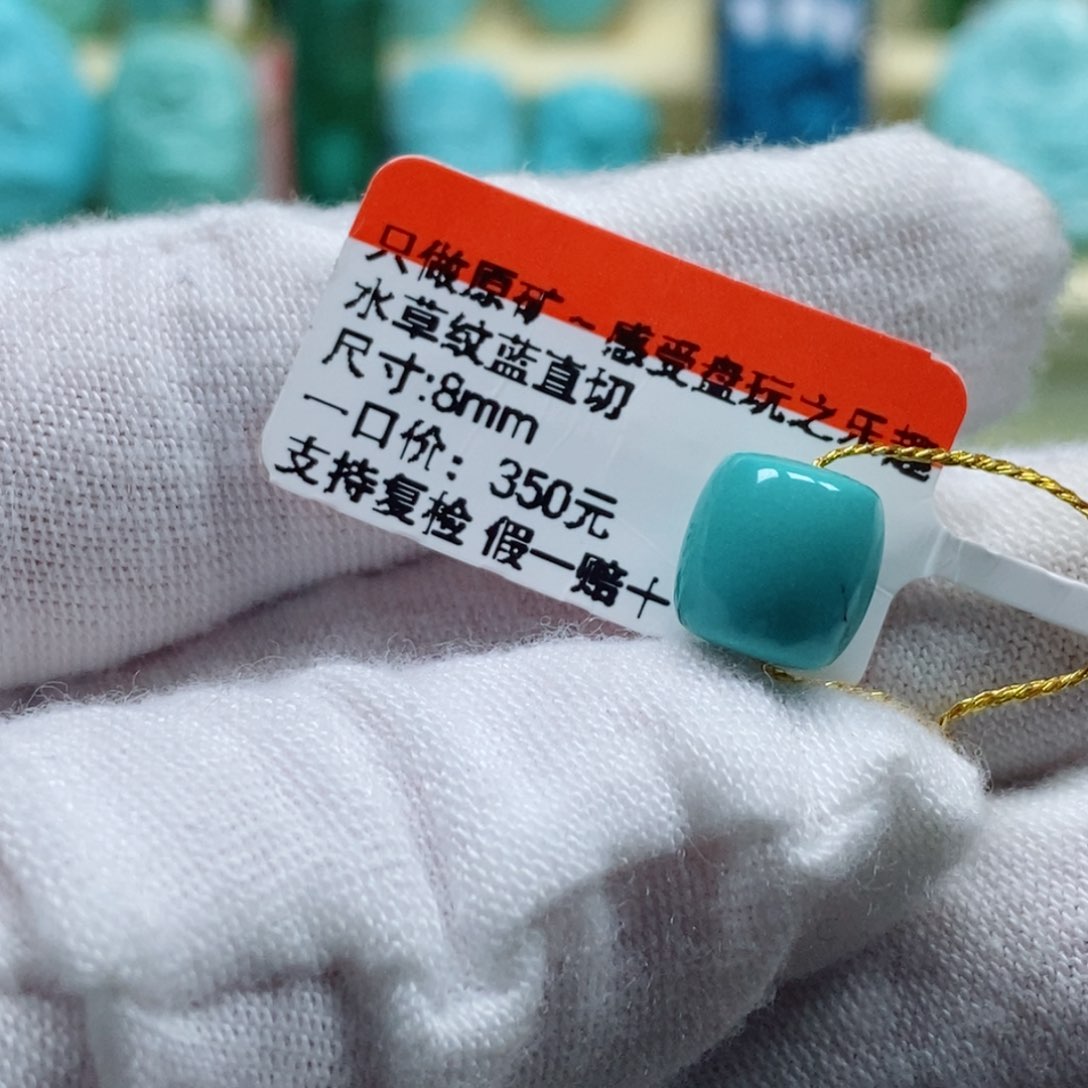 只做原矿~感受盘玩之乐趣
水草纹蓝直切
尺寸:8mm
一口价：350元
支持复检 假一赔十